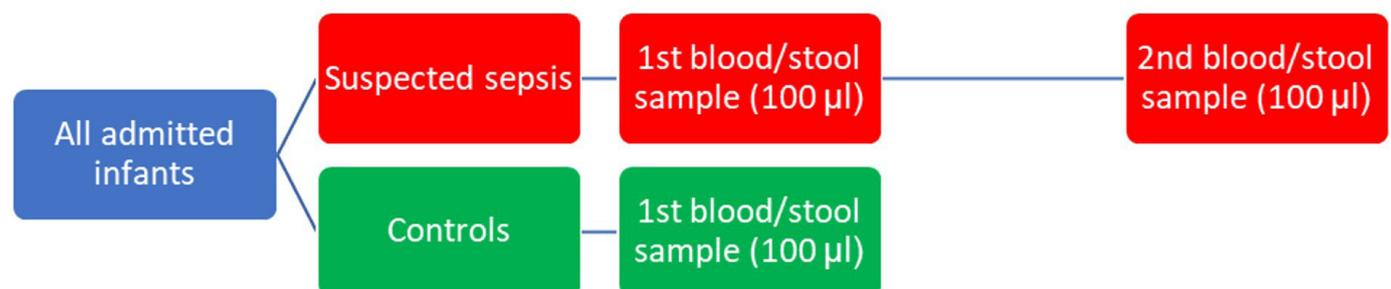 All admitted
infants
Suspected sepsis
1st blood/stool
sample (100 µl)
2nd blood/stool
sample (100 µl)
Controls
1st blood/stool
sample (100 µl)